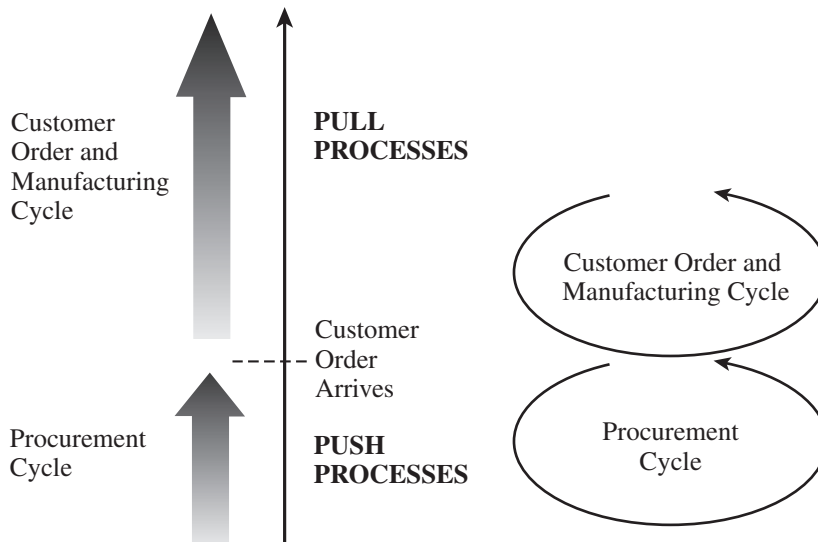 Customer
Order and
Manufacturing
Cycle
PULL
PROCESSES
Customer Order and
Manufacturing Cycle
Customer
Order
Arrives
Procurement
Cycle
PUSH
PROCESSES
Procurement
Cycle